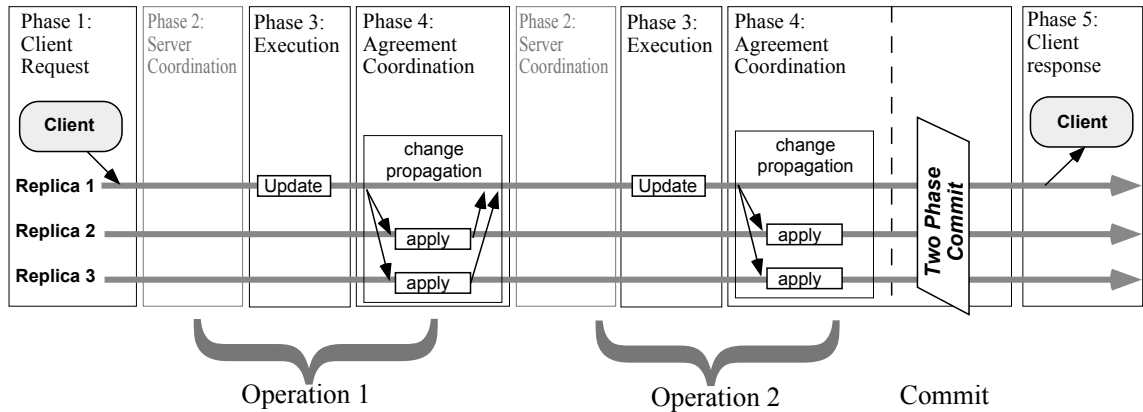 Phase 1:
Client
Request
Phase 2:
Server
Coordination
Phase 3:
Execution
Phase 4:
Agreement
Coordination
Phase 2:
Server
Coordination
Phase 3:
Execution
Phase 4:
Agreement
Coordination
Phase 5:
Client
response
Client
Client
change
propagation
change
propagation
Replica 1
Update
Update
Replica 2
apply
apply
Replica 3
apply
apply
Two Phase
Commit
Operation 1
Operation 2
Commit